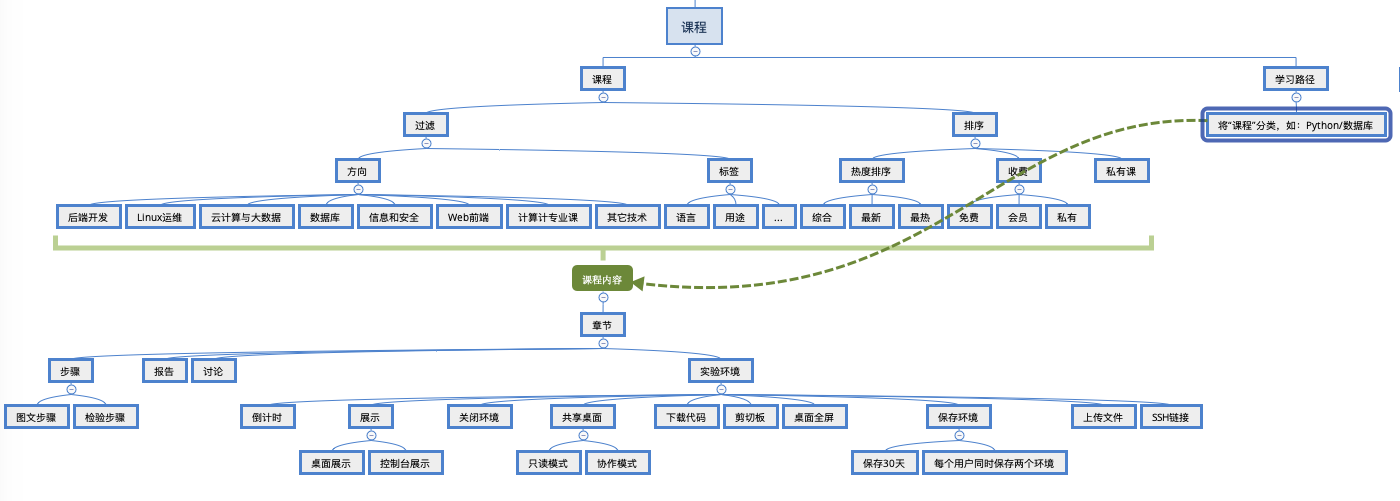 课程
课程
学习路径
过滤
排序
将“课程”分类，如：Python/数据库
方向
标签
热度排序
收费
私有课
后端开发
Linux运维
云计算与大数据
数据库
信息和安全
Web前端
计算计专业课
其它技术
语言
用途
...
综合
最新
最热
免费
会员
私有
课程内容
章节
步骤
报告
讨论
实验环境
图文步骤
检验步骤
倒计时
展示
关闭环境
共享桌面
下载代码
剪切板
桌面全屏
保存环境
上传文件
SSH链接
桌面展示
控制台展示
只读模式
协作模式
保存30天
每个用户同时保存两个环境